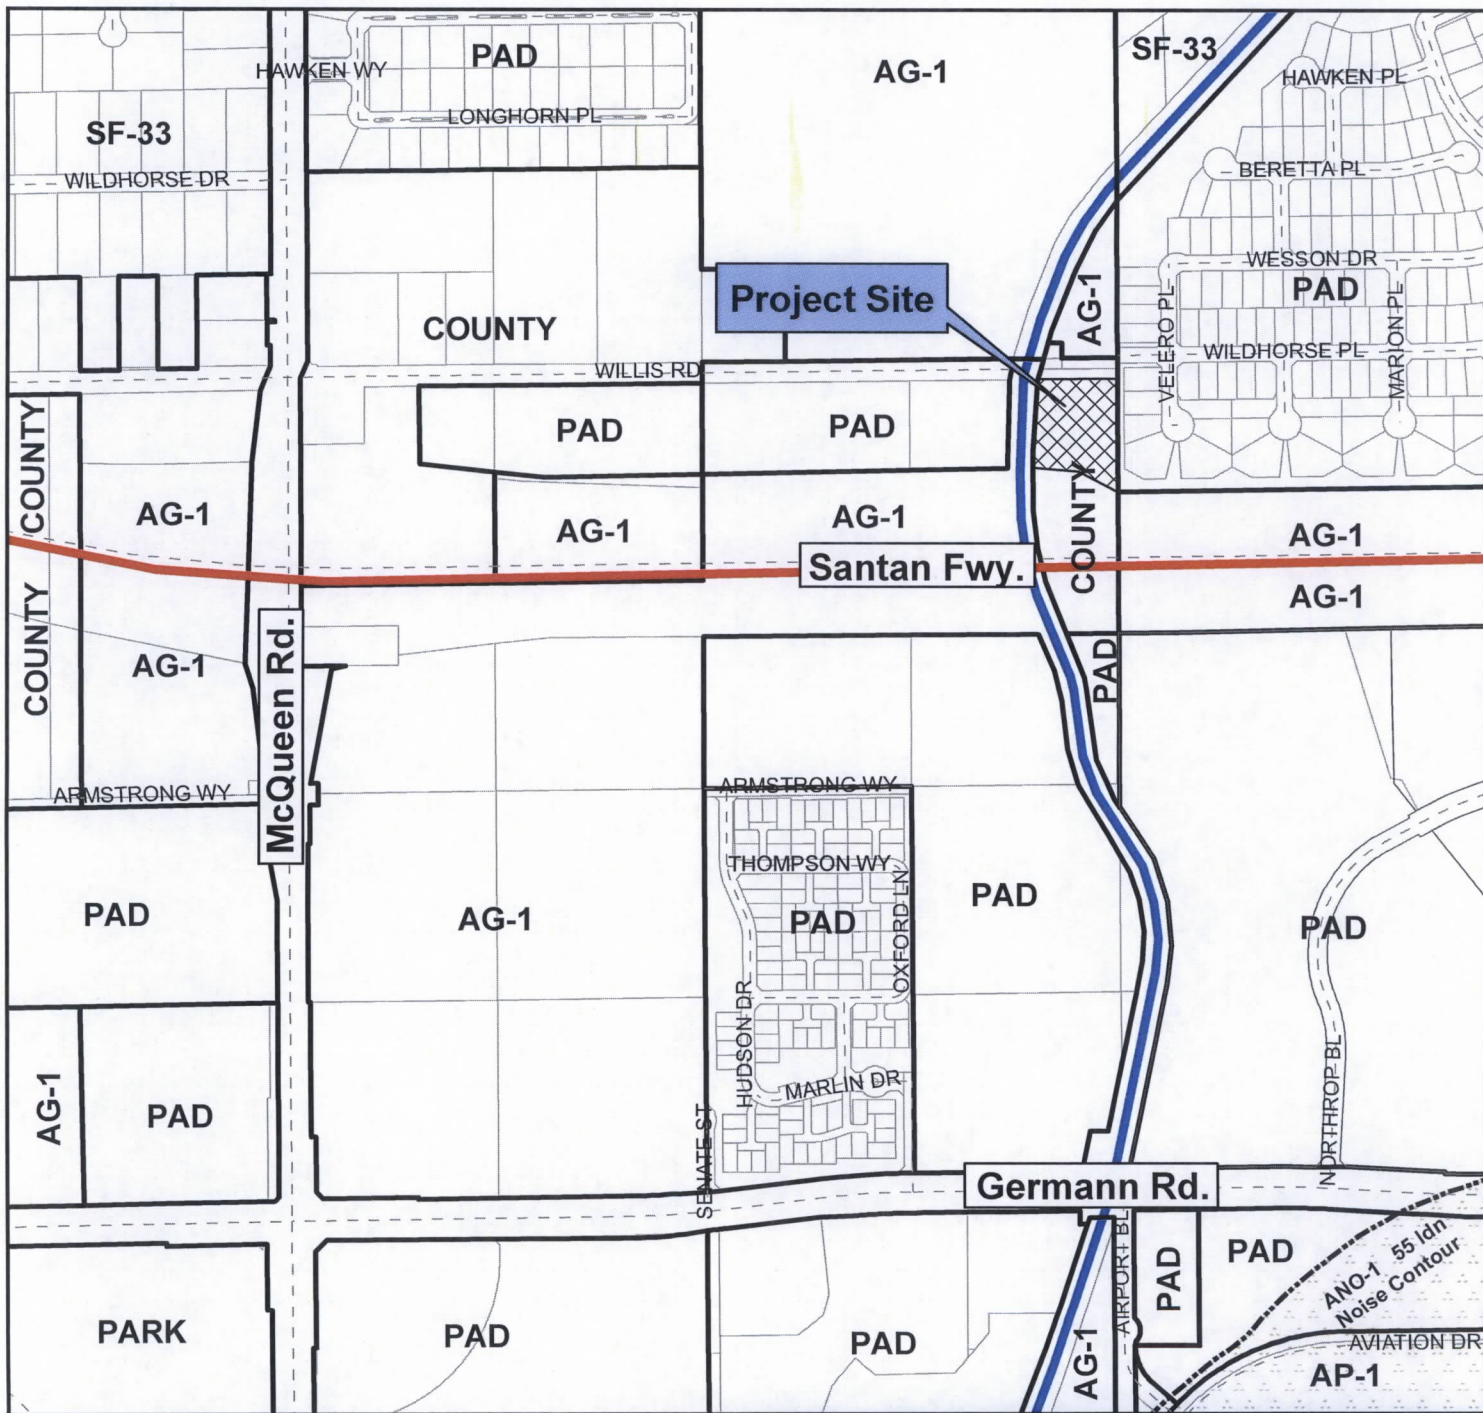 HAWKEN WY
PAD
AG-1
SF-33
HAWKEN PL
LONGHORN PL
SF-33
WILDHORSE DR
BERETTA PL
WESSON DR
PAD
AG-1
Project Site
COUNTY
VELERO PL
WILDHORSE PL
MARION PL
WILLIS RD
COUNTY
PAD
PAD
COUNTY
AG-1
AG-1
AG-1
AG-1
Santan Fwy.
COUNTY
AG-1
McQueen Rd.
AG-1
PAD
ARMSTRONG WY
ARMSTRONG WY
THOMPSON WY
OXFORD LN
PAD
AG-1
PAD
PAD
PAD
HUDSON DR
MARLIN DR
NORTHROP BL
AG-1
PAD
SENATE ST
Germann Rd.
AIRPORT BL
PAD
PAD
ANO-1 55 ldn
Noise Contour
PARK
PAD
PAD
AG-1
AVIATION DR
AP-1